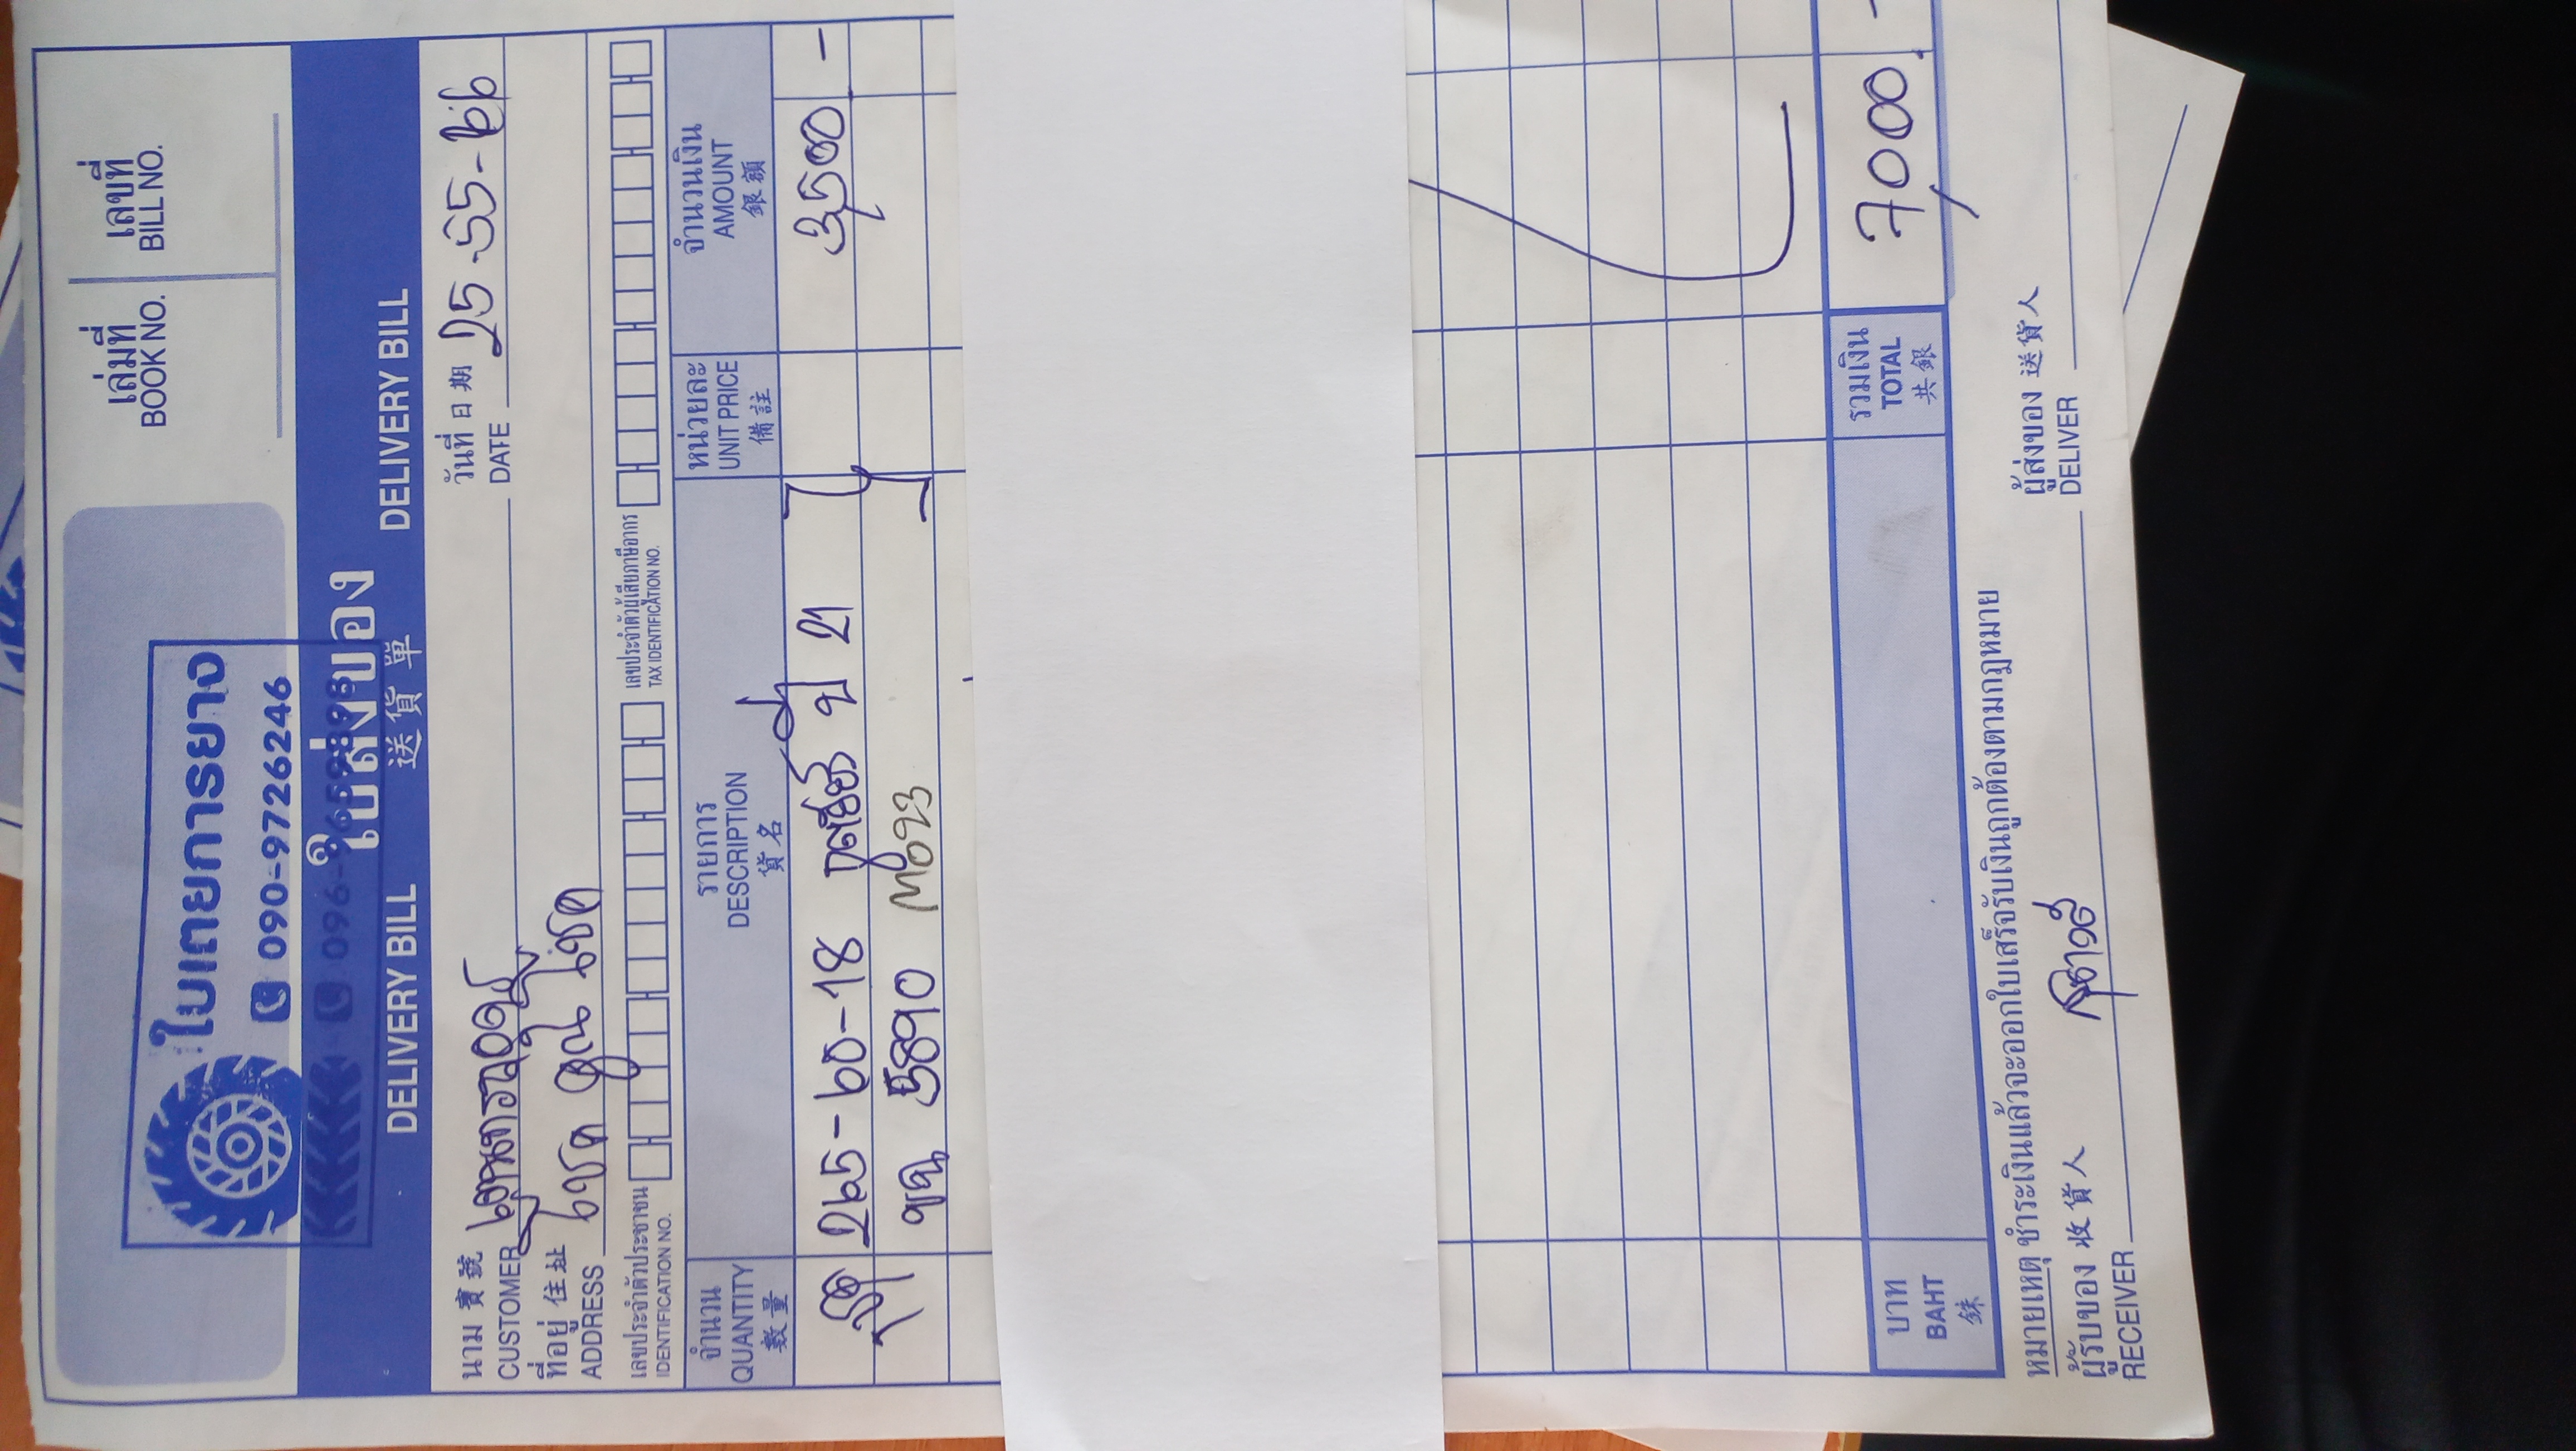 เล่มที่ เลขที่
BOOK NO. BILL NO.
ใบเตยการยาง
090-9726246
DELIVERY BILL ใบส่งของ DELIVERY BILL
送貨單
นาม 寶號 วันที่ 日期
CUSTOMER DATE 25-
ที่อยู่ 住址
ADDRESS
เลขประจำตัวประชาชน เลขประจำตัวผู้เสียภาษีอากร
IDENTIFICATION NO. TAX IDENTIFICATION NO.
จำนวน รายการ หน่วยละ จำนวนเงิน
QUANTITY DESCRIPTION UNIT PRICE AMOUNT
數量 貨名 備註 銀額
265-60-18 ปี 21 3,500 -
5890
บาท รวมเงิน 7,000. -
BAHT TOTAL
銖 共銀
หมายเหตุ ชำระเงินแล้วจะออกใบเสร็จรับเงินถูกต้องตามกฎหมาย
ผู้รับของ 收貨人 ผู้ส่งของ 送貨人
RECEIVER DELIVER